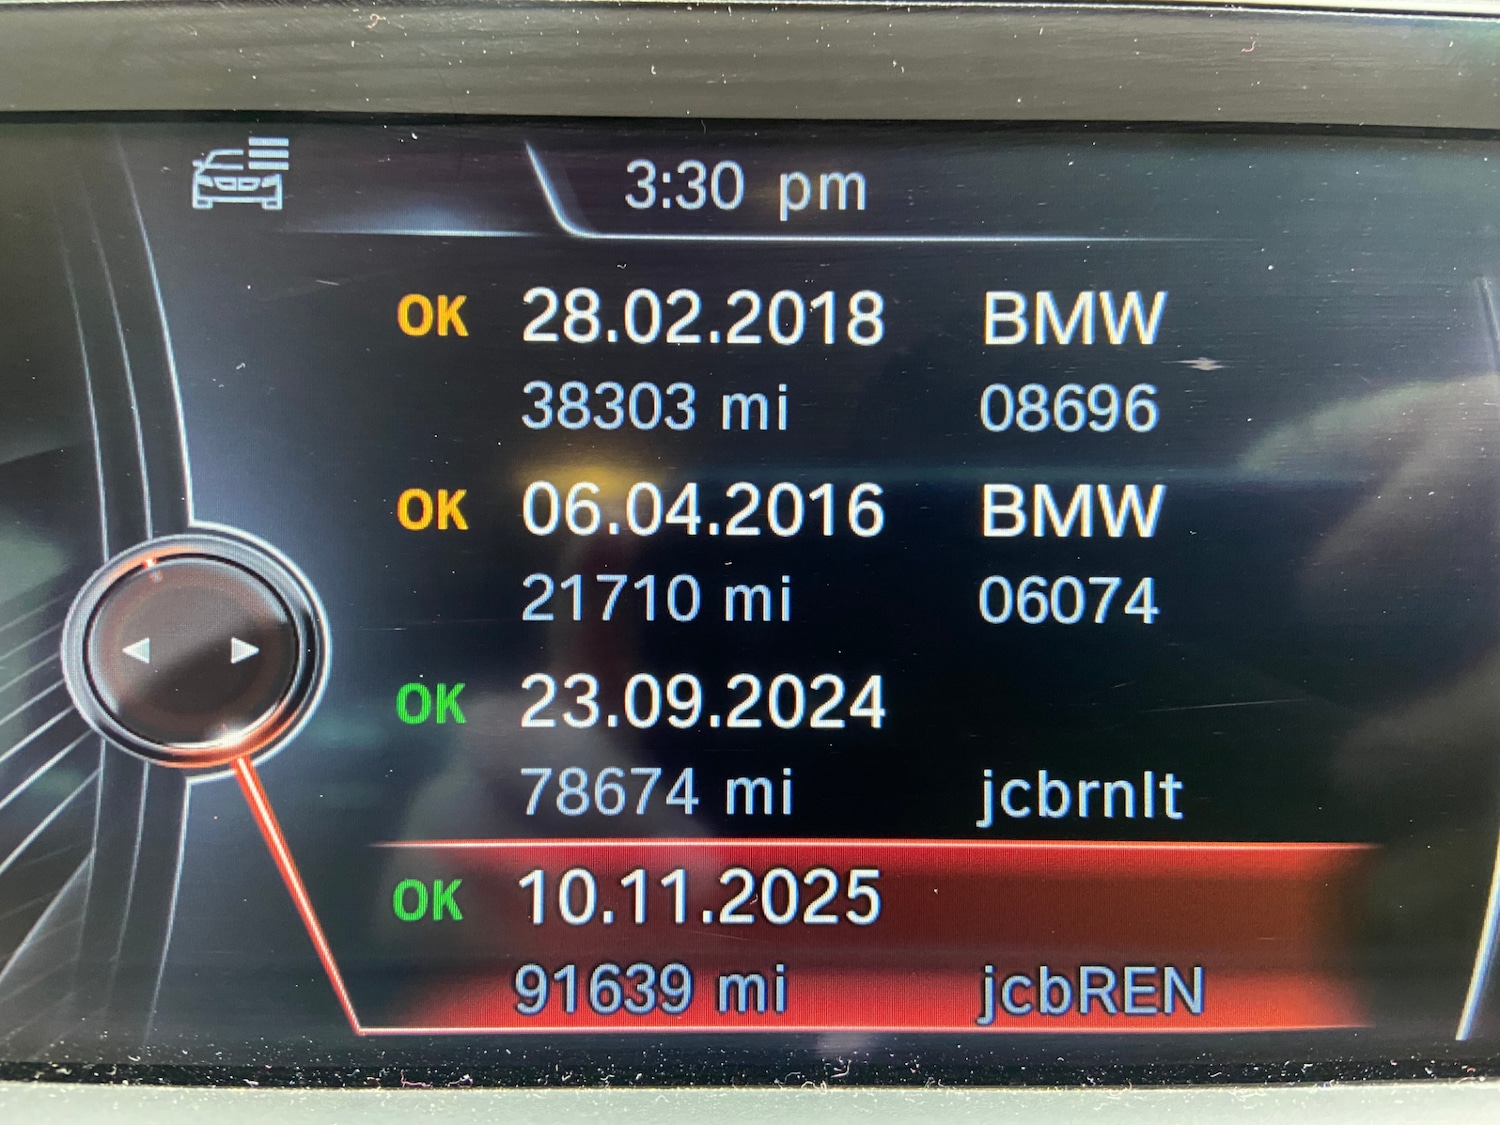 3:30 pm
OK 28.02.2018 BMW
38303 mi 08696
OK 06.04.2016 BMW
21710 mi 06074
OK 23.09.2024
78674 mi jcbrnlt
OK 10.11.2025
91639 mi jcbREN